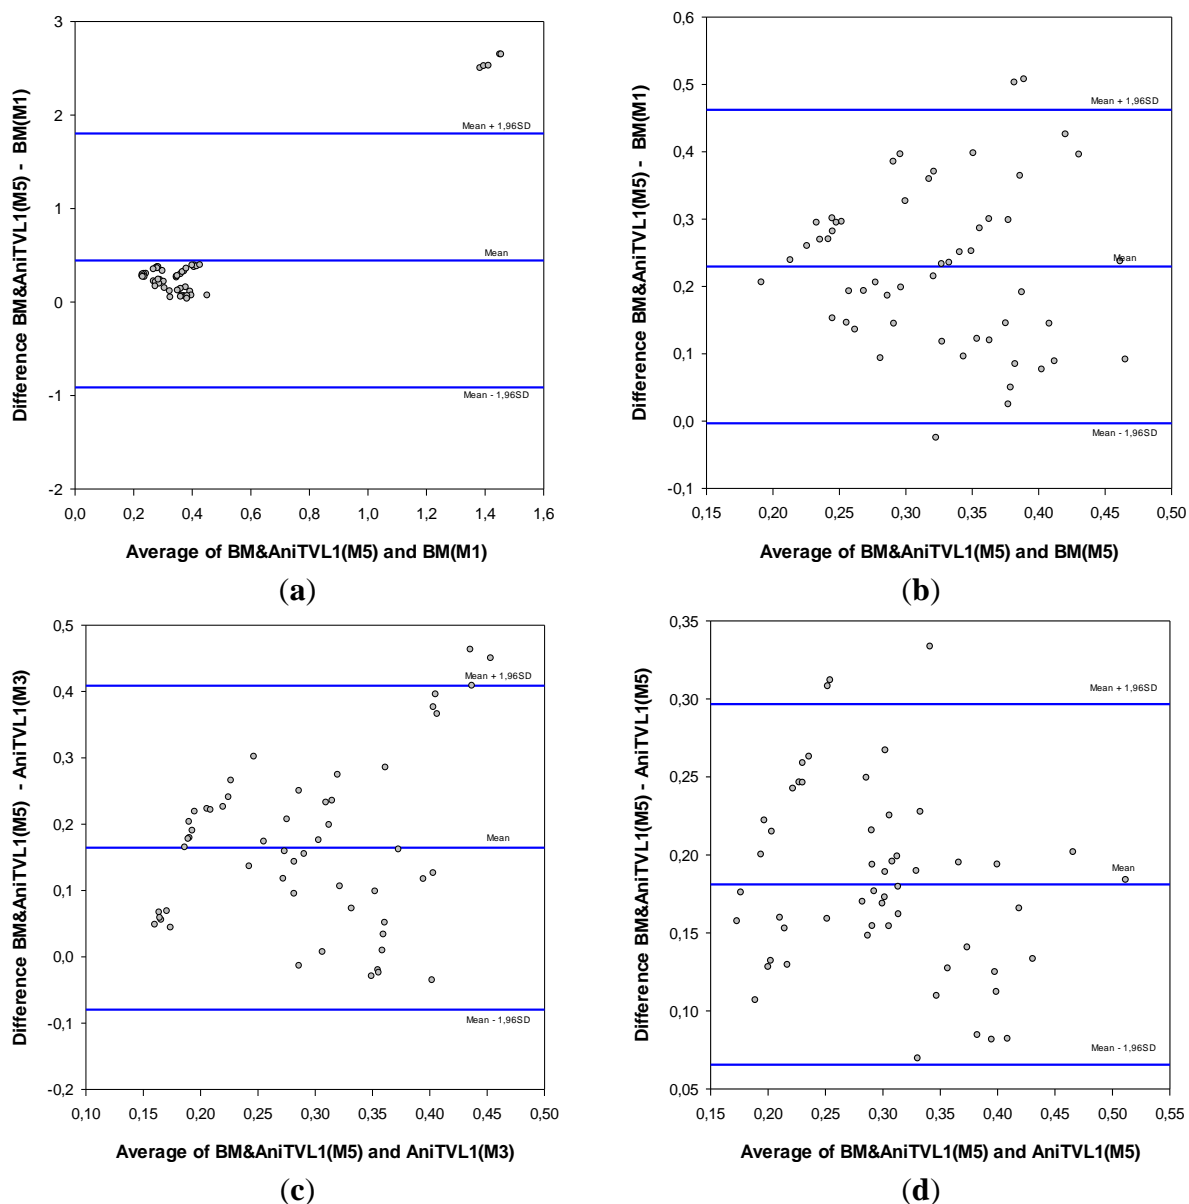 Difference BM&AniTVL1(M5) - BM(M1)
3
2
1
0
-1
-2
Mean + 1,96SD
Mean
Mean - 1,96SD
0,0 0,2 0,4 0,6 0,8 1,0 1,2 1,4 1,6
Average of BM&AniTVL1(M5) and BM(M1)
(a)
Difference BM&AniTVL1(M5) - BM(M1)
0,6
0,5
0,4
0,3
0,2
0,1
0,0
-0,1
Mean + 1,96SD
Mean
Mean - 1,96SD
0,15 0,20 0,25 0,30 0,35 0,40 0,45 0,50
Average of BM&AniTVL1(M5) and BM(M5)
(b)
Difference BM&AniTVL1(M5) - AniTVL1(M3)
0,5
0,4
0,3
0,2
0,1
0,0
-0,1
-0,2
Mean + 1,96SD
Mean
Mean - 1,96SD
0,10 0,20 0,30 0,40 0,50
Average of BM&AniTVL1(M5) and AniTVL1(M3)
(c)
Difference BM&AniTVL1(M5) - AniTVL1(M5)
0,35
0,30
0,25
0,20
0,15
0,10
0,05
Mean + 1,96SD
Mean
Mean - 1,96SD
0,15 0,20 0,25 0,30 0,35 0,40 0,45 0,50 0,55
Average of BM&AniTVL1(M5) and AniTVL1(M5)
(d)